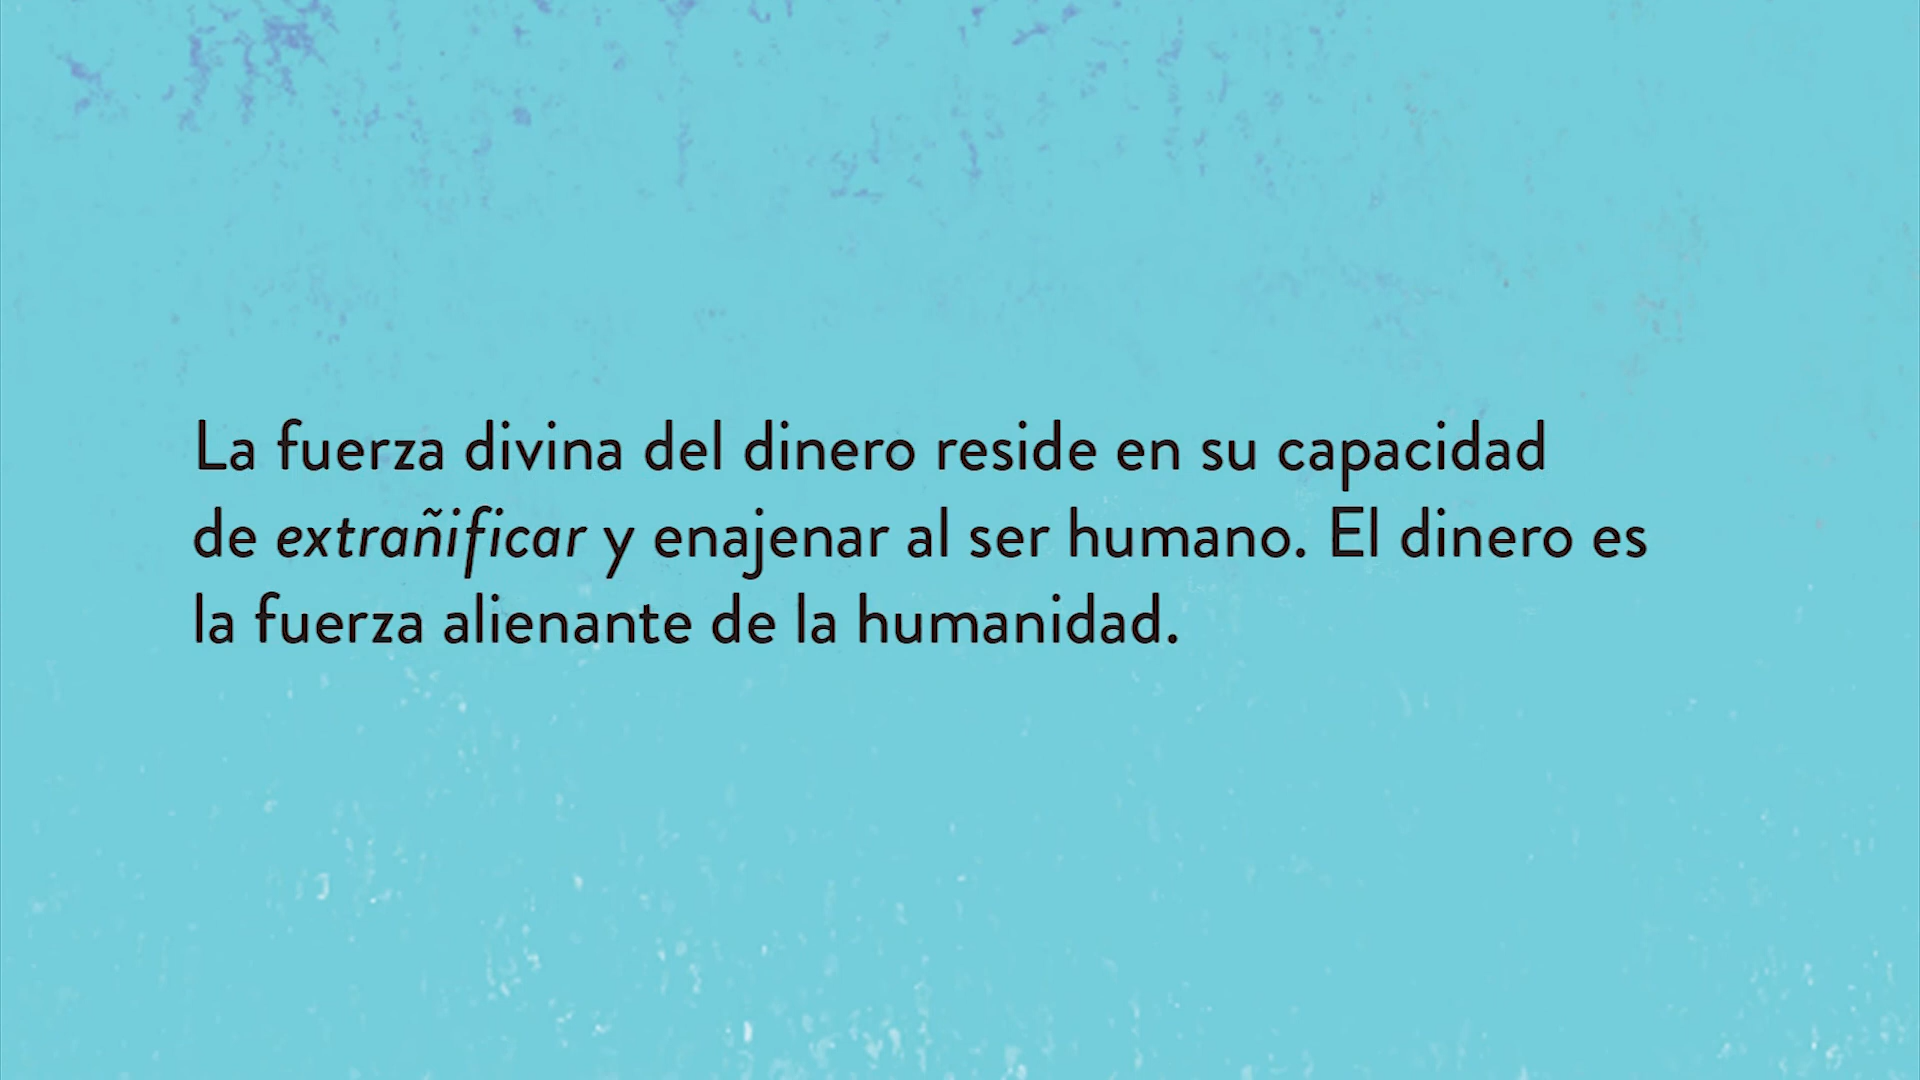 La fuerza divina del dinero reside en su capacidad
de extrañificar y enajenar al ser humano. El dinero es
la fuerza alienante de la humanidad.